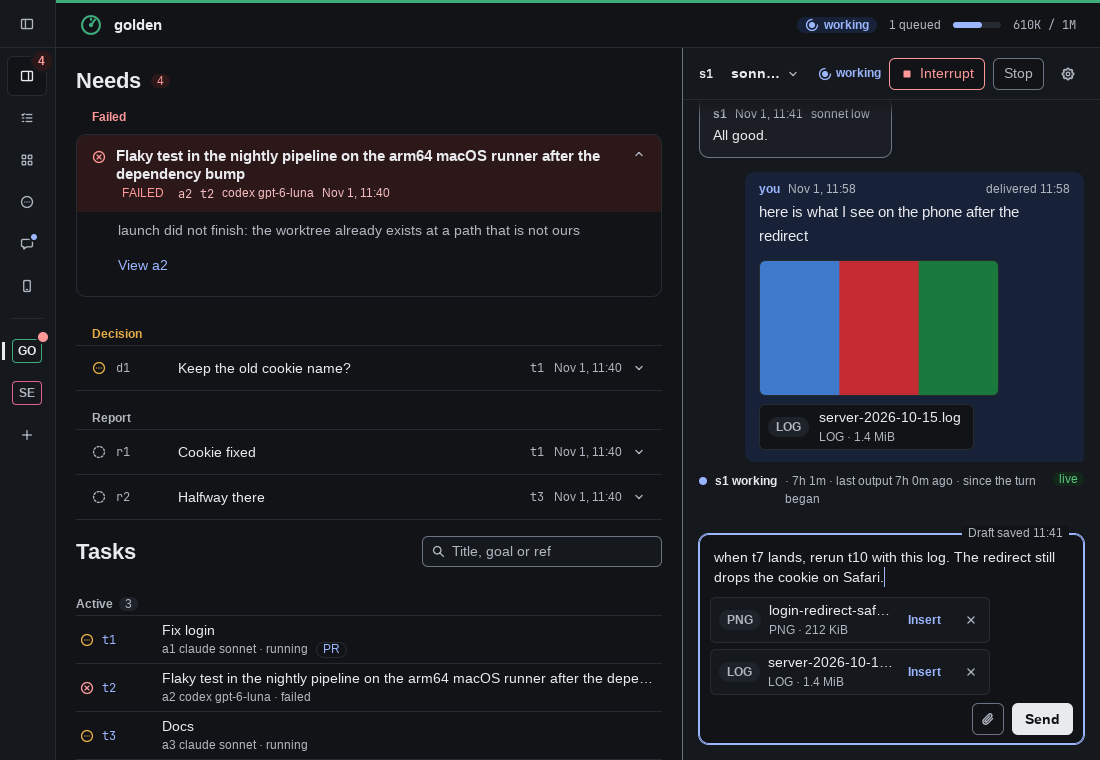 golden
working
1 queued
610K / 1M
4
GO
SE
Needs 4
Failed
Flaky test in the nightly pipeline on the arm64 macOS runner after the
dependency bump
FAILED a2 t2 codex gpt-6-luna Nov 1, 11:40
launch did not finish: the worktree already exists at a path that is not ours
View a2
Decision
d1 Keep the old cookie name? t1 Nov 1, 11:40
Report
r1 Cookie fixed t1 Nov 1, 11:40
r2 Halfway there t3 Nov 1, 11:40
Tasks
Title, goal or ref
Active 3
t1 Fix login
a1 claude sonnet · running PR
t2 Flaky test in the nightly pipeline on the arm64 macOS runner after the depe…
a2 codex gpt-6-luna · failed
t3 Docs
a3 claude sonnet · running
s1 sonn… working Interrupt Stop
s1 Nov 1, 11:41 sonnet low
All good.
you Nov 1, 11:58 delivered 11:58
here is what I see on the phone after the
redirect
LOG server-2026-10-15.log
LOG · 1.4 MiB
s1 working · 7h 1m · last output 7h 0m ago · since the turn
began
live
Draft saved 11:41
when t7 lands, rerun t10 with this log. The redirect still
drops the cookie on Safari.
PNG login-redirect-saf…
PNG · 212 KiB
Insert
LOG server-2026-10-1…
LOG · 1.4 MiB
Insert
Send